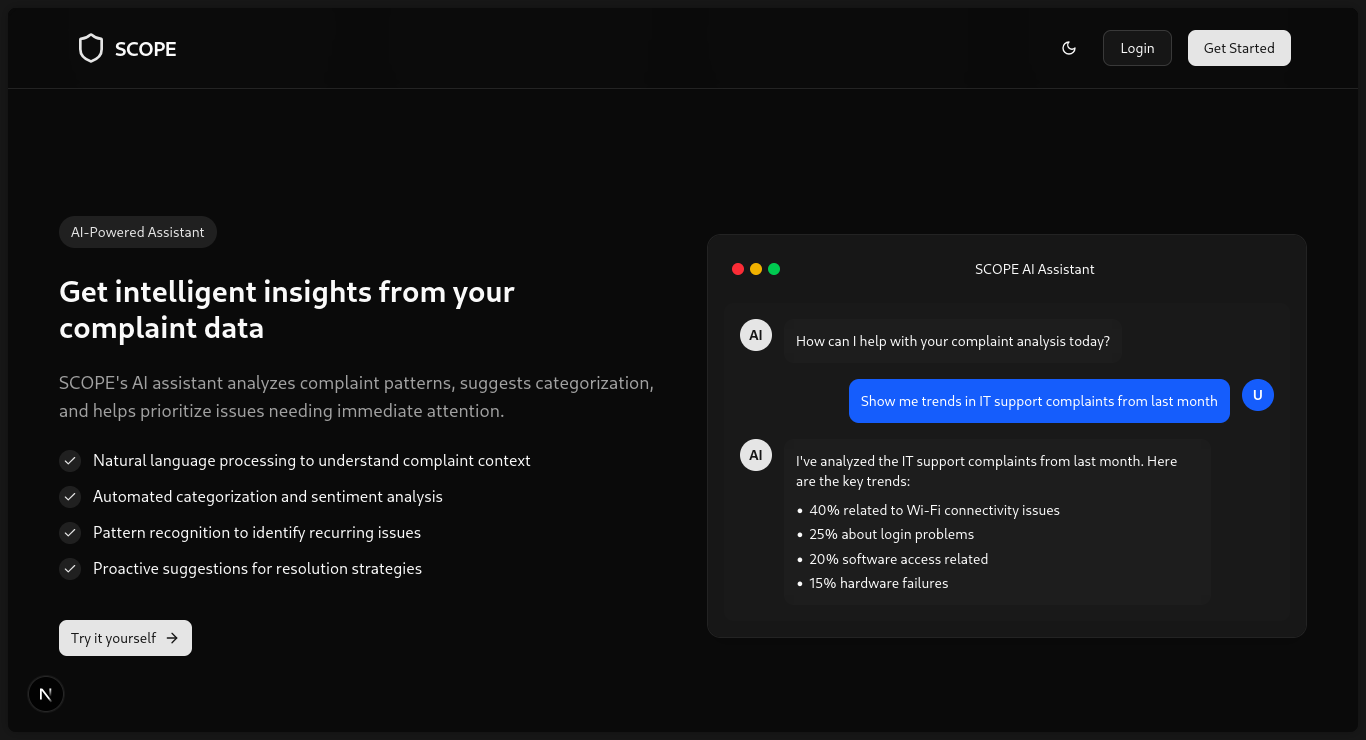 SCOPE
Login
Get Started
AI-Powered Assistant
Get intelligent insights from your
complaint data
SCOPE's AI assistant analyzes complaint patterns, suggests categorization,
and helps prioritize issues needing immediate attention.
Natural language processing to understand complaint context
Automated categorization and sentiment analysis
Pattern recognition to identify recurring issues
Proactive suggestions for resolution strategies
Try it yourself
N
SCOPE AI Assistant
AI
How can I help with your complaint analysis today?
Show me trends in IT support complaints from last month
U
AI
I've analyzed the IT support complaints from last month. Here
are the key trends:
• 40% related to Wi-Fi connectivity issues
• 25% about login problems
• 20% software access related
• 15% hardware failures